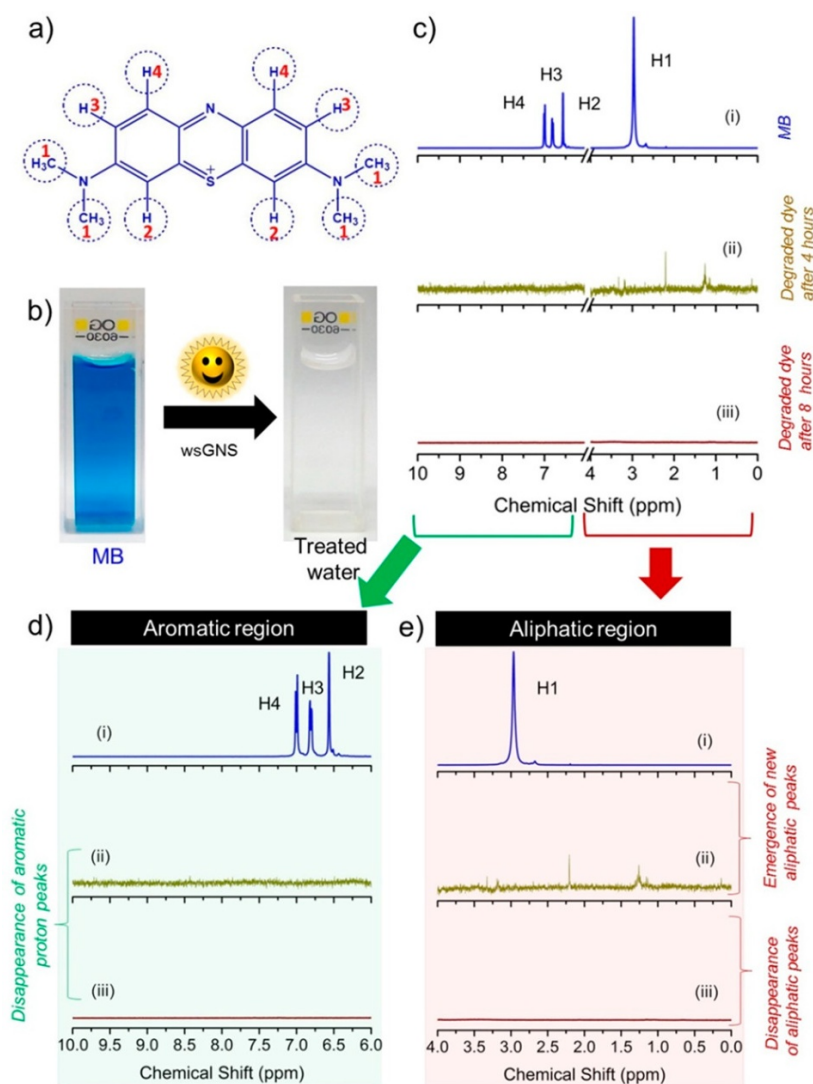 a)
H4
H4
H3
H3
N
1
H₃C
CH₃
1
N
S
+
N
CH₃
1
H
2
H
2
CH₃
1
b)
OG
6030
wsGNS
OG
6030
MB
Treated
water
c)
H1
H3
H4
H2
(i)
MB
(ii)
Degraded dye
after 4 hours
(iii)
Degraded dye
after 8 hours
10 9 8 7 6 4 3 2 1 0
Chemical Shift (ppm)
d)
Aromatic region
H2
H3
H4
(i)
(ii)
(iii)
Disappearance of aromatic
proton peaks
10.0 9.5 9.0 8.5 8.0 7.5 7.0 6.5 6.0
Chemical Shift (ppm)
e)
Aliphatic region
H1
(i)
(ii)
Emergence of new
aliphatic peaks
(iii)
Disappearance
of aliphatic peaks
4.0 3.5 3.0 2.5 2.0 1.5 1.0 0.5 0.0
Chemical Shift (ppm)